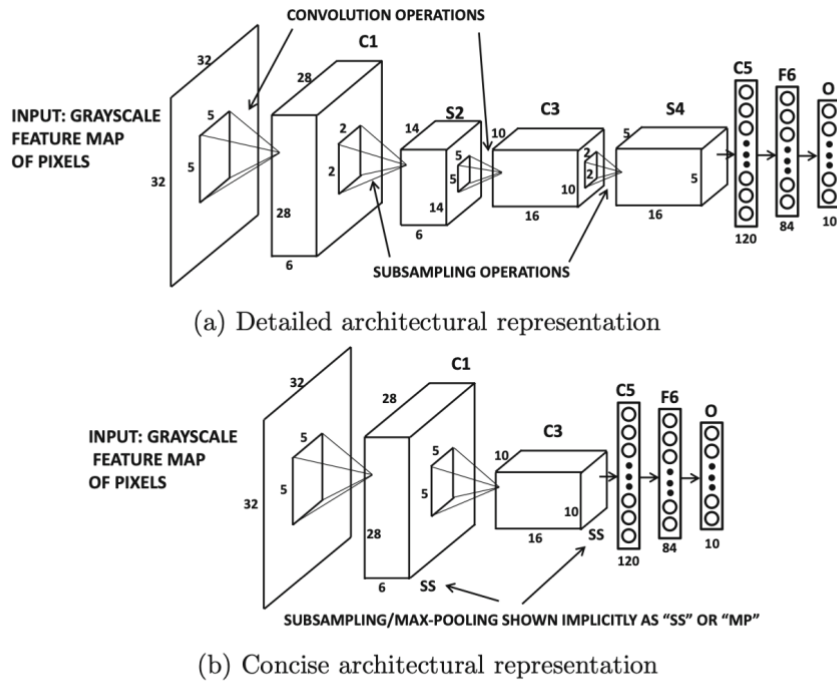 CONVOLUTION OPERATIONS
32
28
C1
5
5
2
2
14
S2
5
5
10
C3
2
2
5
S4
C5
F6
O
INPUT: GRAYSCALE
FEATURE MAP
OF PIXELS
32
28
6
14
6
10
16
5
16
120
84
10
SUBSAMPLING OPERATIONS
(a) Detailed architectural representation
32
28
C1
5
5
5
5
10
C3
C5
F6
O
INPUT: GRAYSCALE
FEATURE MAP
OF PIXELS
32
28
6
SS
10
16
SS
120
84
10
SUBSAMPLING/MAX-POOLING SHOWN IMPLICITLY AS “SS” OR “MP”
(b) Concise architectural representation